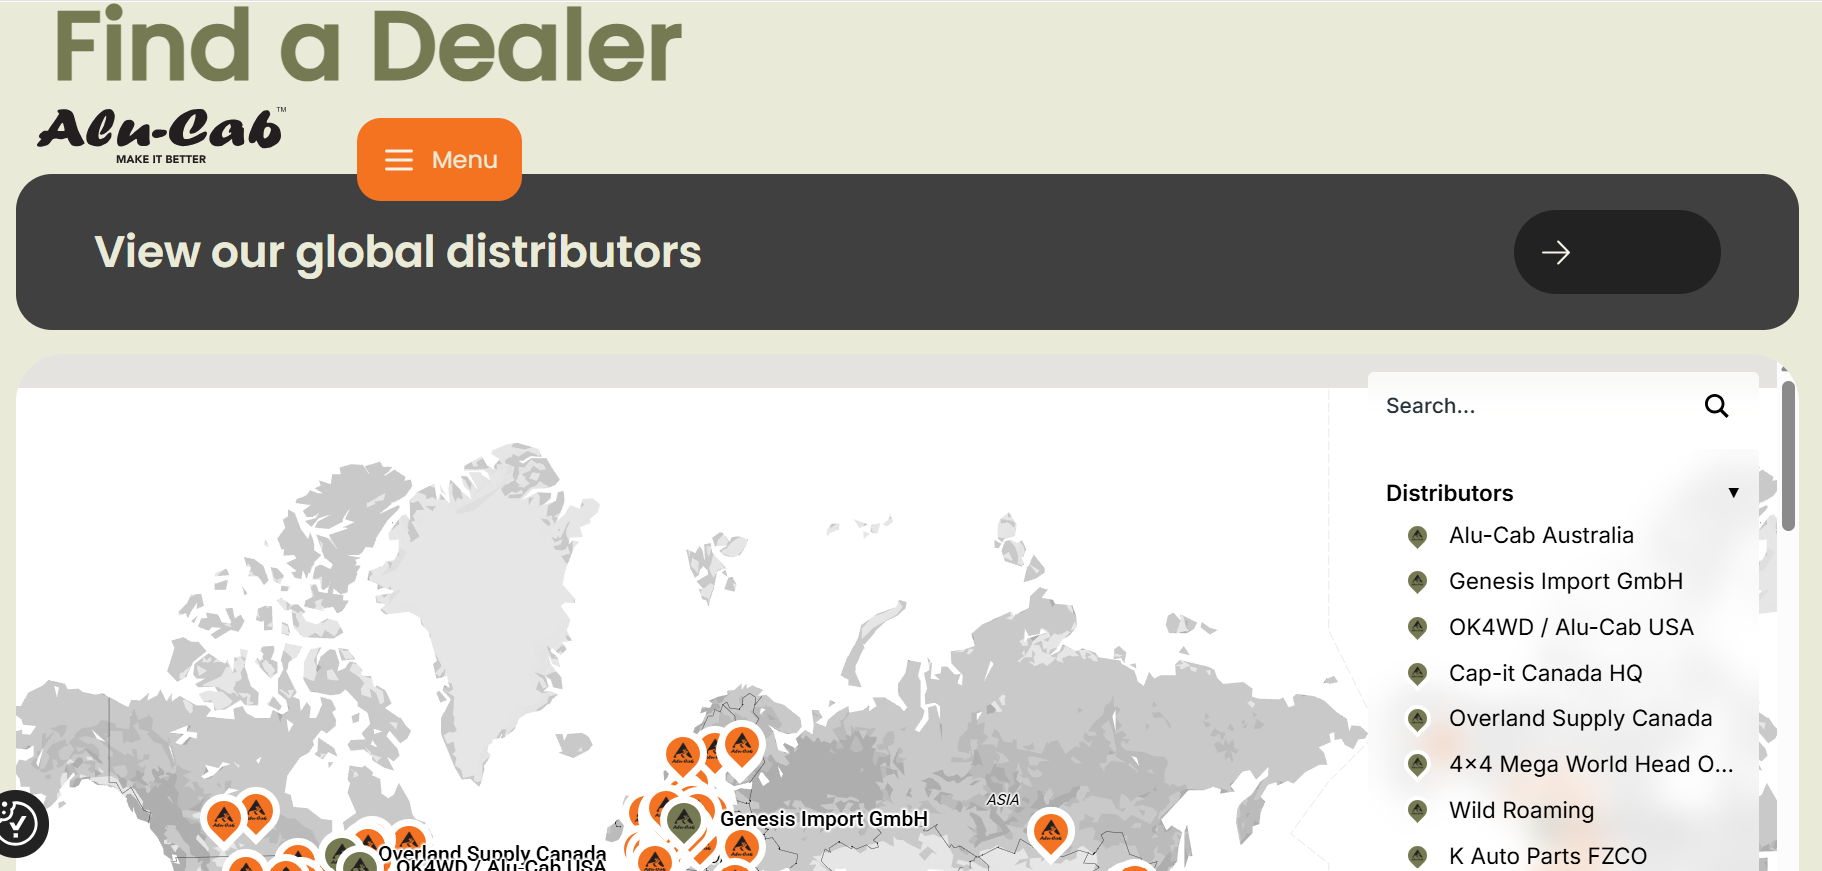 Find a Dealer
Alu-Cab™
MAKE IT BETTER
Menu
View our global distributors
Search...
Distributors ▼
Alu-Cab Australia
Genesis Import GmbH
OK4WD / Alu-Cab USA
Cap-it Canada HQ
Overland Supply Canada
4×4 Mega World Head O...
Wild Roaming
K Auto Parts FZCO
ASIA
Genesis Import GmbH
Overland Supply Canada
OK4WD / Alu-Cab USA